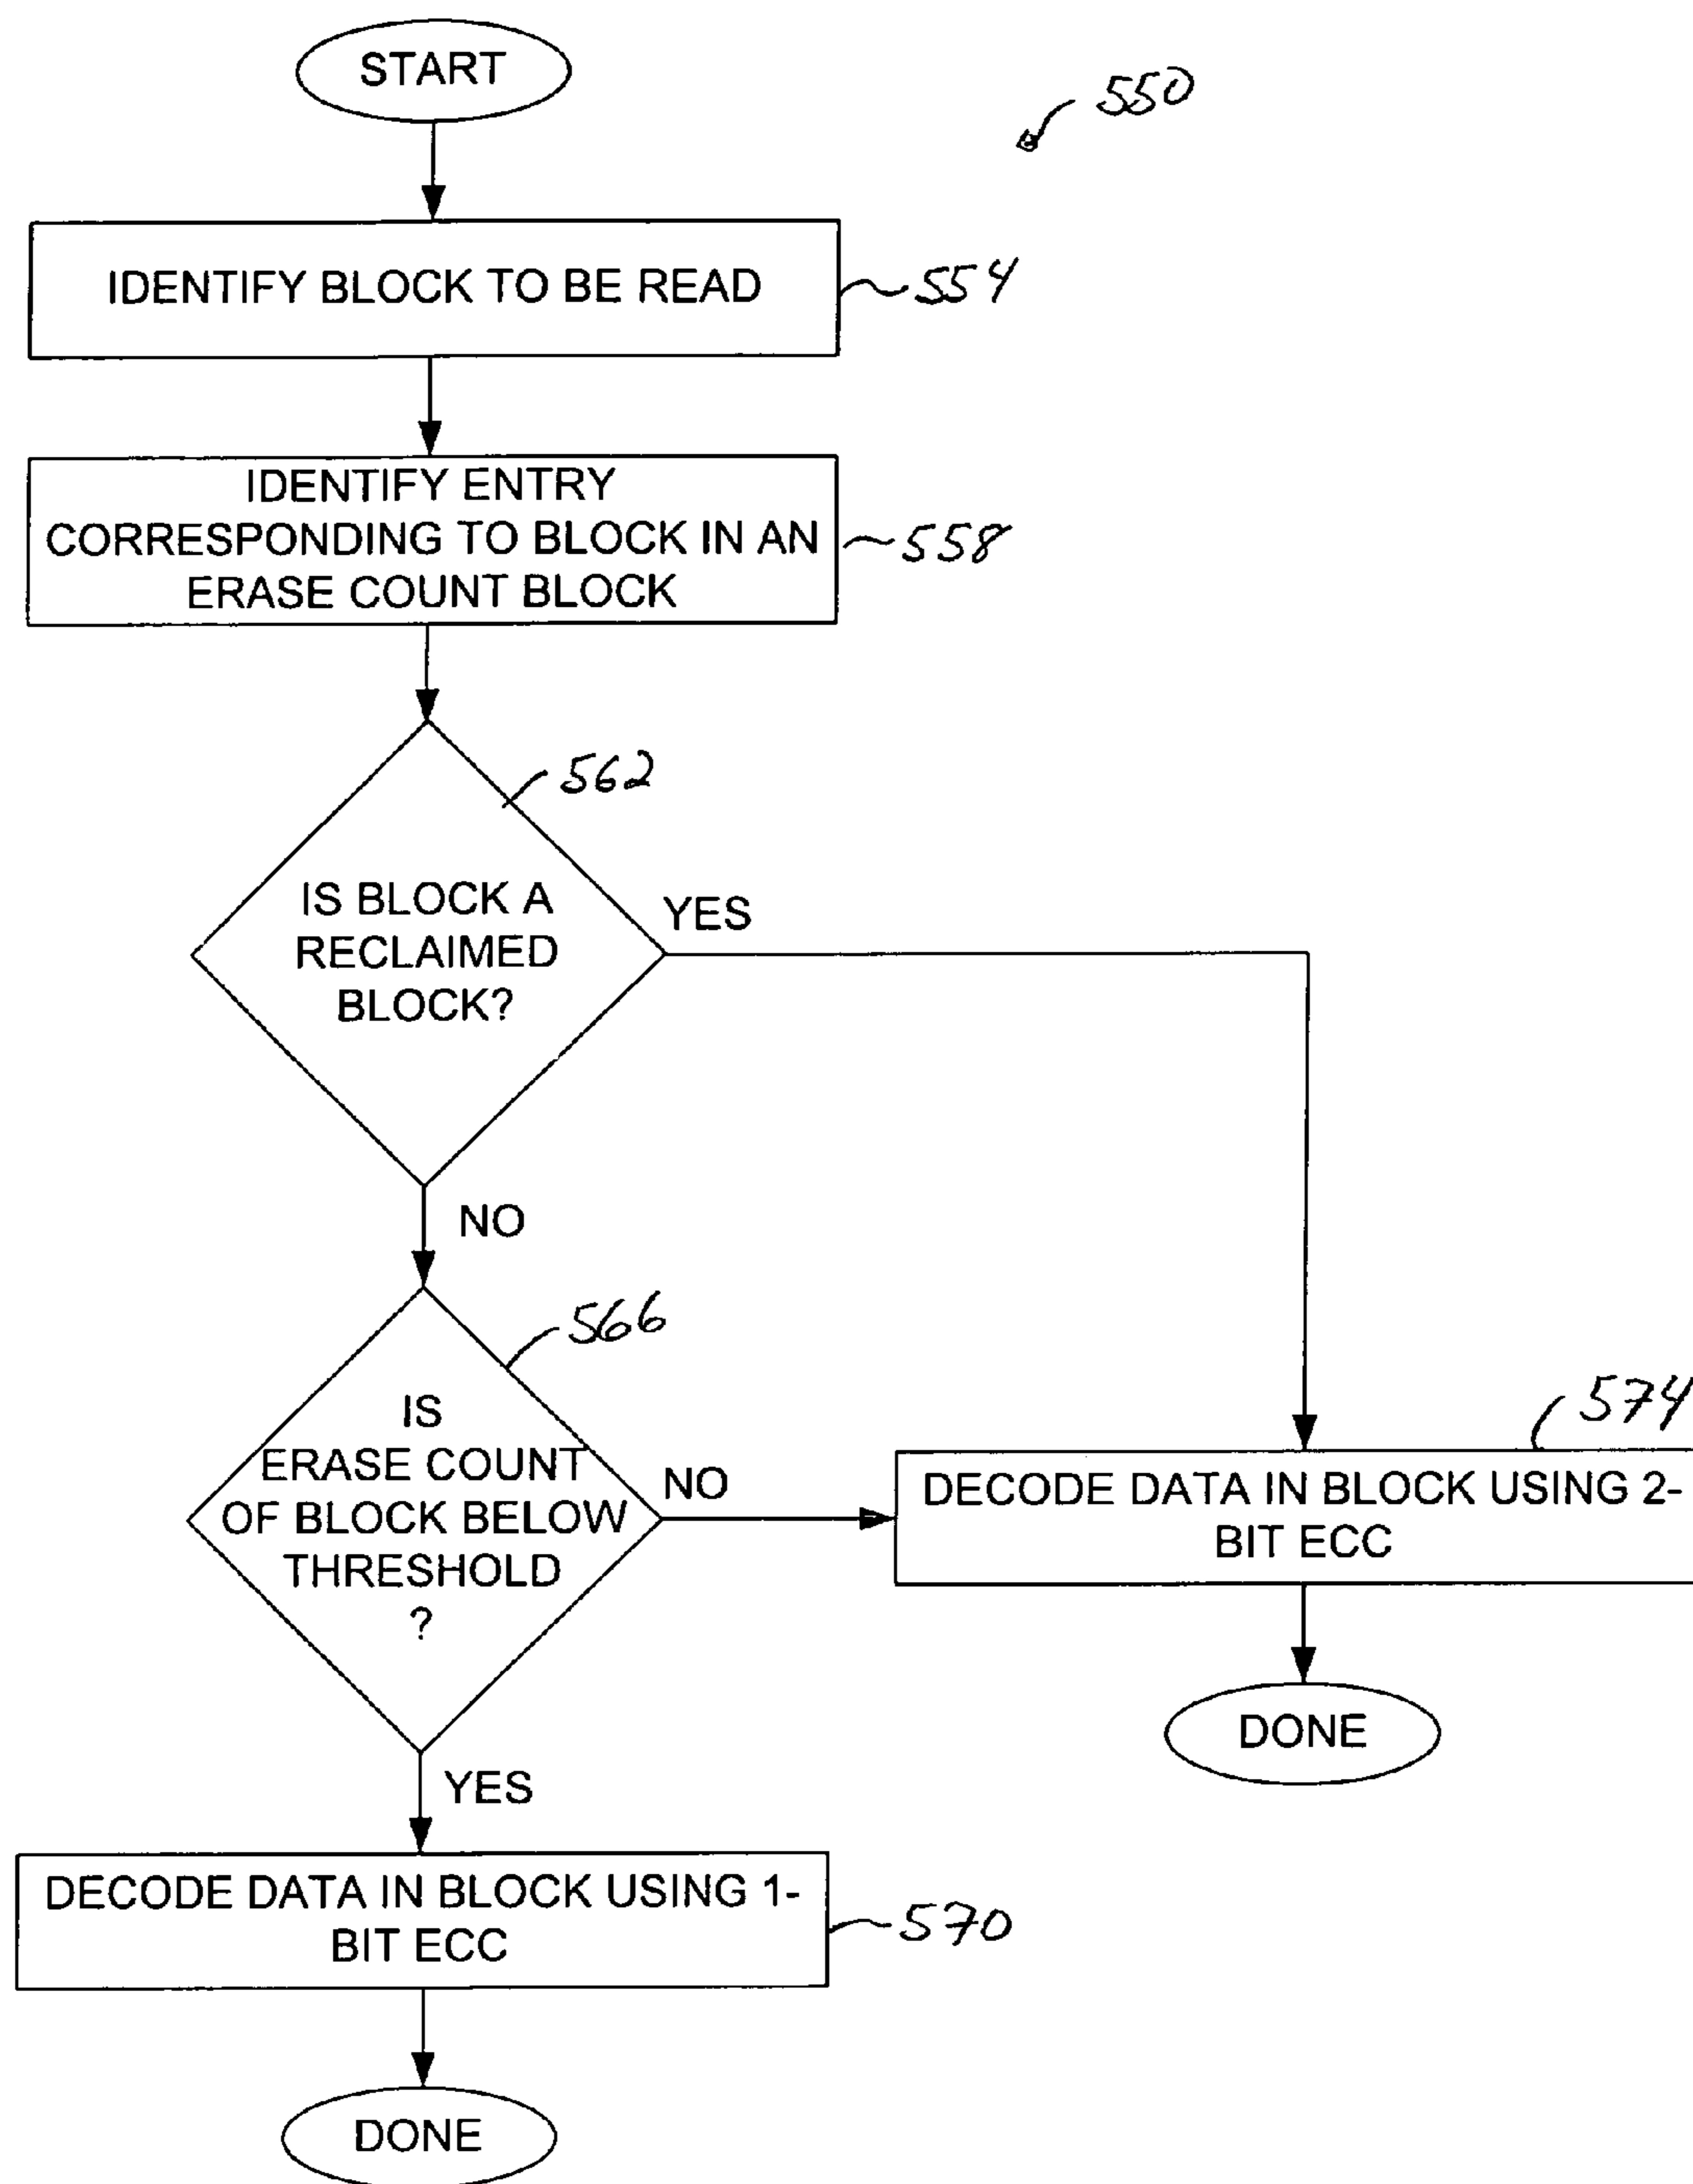 START
550
IDENTIFY BLOCK TO BE READ
554
IDENTIFY ENTRY
CORRESPONDING TO BLOCK IN AN
ERASE COUNT BLOCK
558
562
IS BLOCK A
RECLAIMED
BLOCK?
YES
NO
566
IS
ERASE COUNT
OF BLOCK BELOW
THRESHOLD
?
NO
574
DECODE DATA IN BLOCK USING 2-
BIT ECC
DONE
YES
DECODE DATA IN BLOCK USING 1-
BIT ECC
570
DONE